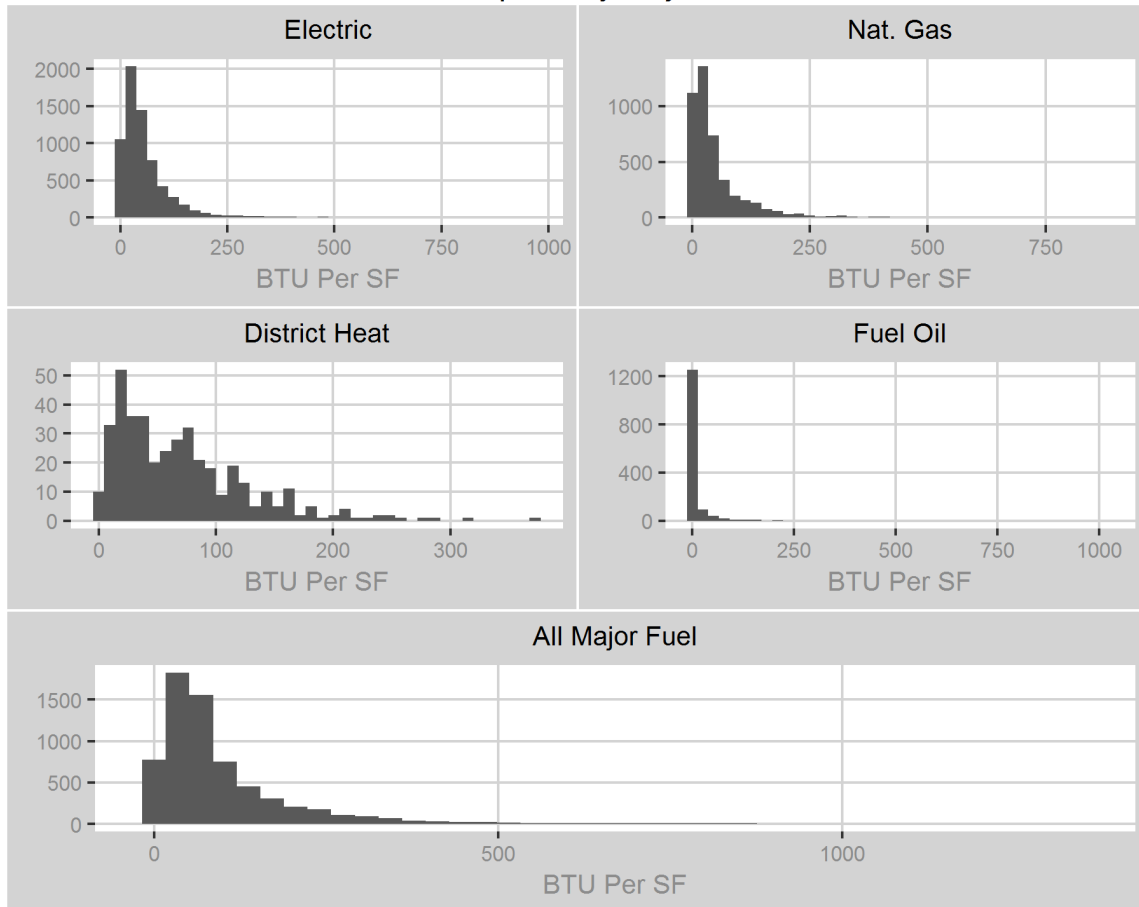 Electric
2000
1500
1000
500
0
0 250 500 750 1000
BTU Per SF
Nat. Gas
1000
500
0
0 250 500 750
BTU Per SF
District Heat
50
40
30
20
10
0
0 100 200 300
BTU Per SF
Fuel Oil
1200
800
400
0
0 250 500 750 1000
BTU Per SF
All Major Fuel
1500
1000
500
0
0 500 1000
BTU Per SF